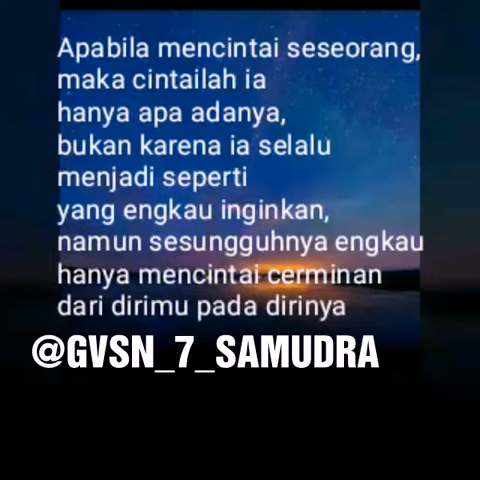 Apabila mencintai seseorang,
maka cintailah ia
hanya apa adanya,
bukan karena ia selalu
menjadi seperti
yang engkau inginkan,
namun sesungguhnya engkau
hanya mencintai cerminan
dari dirimu pada dirinya
@GVSN_7_SAMUDRA